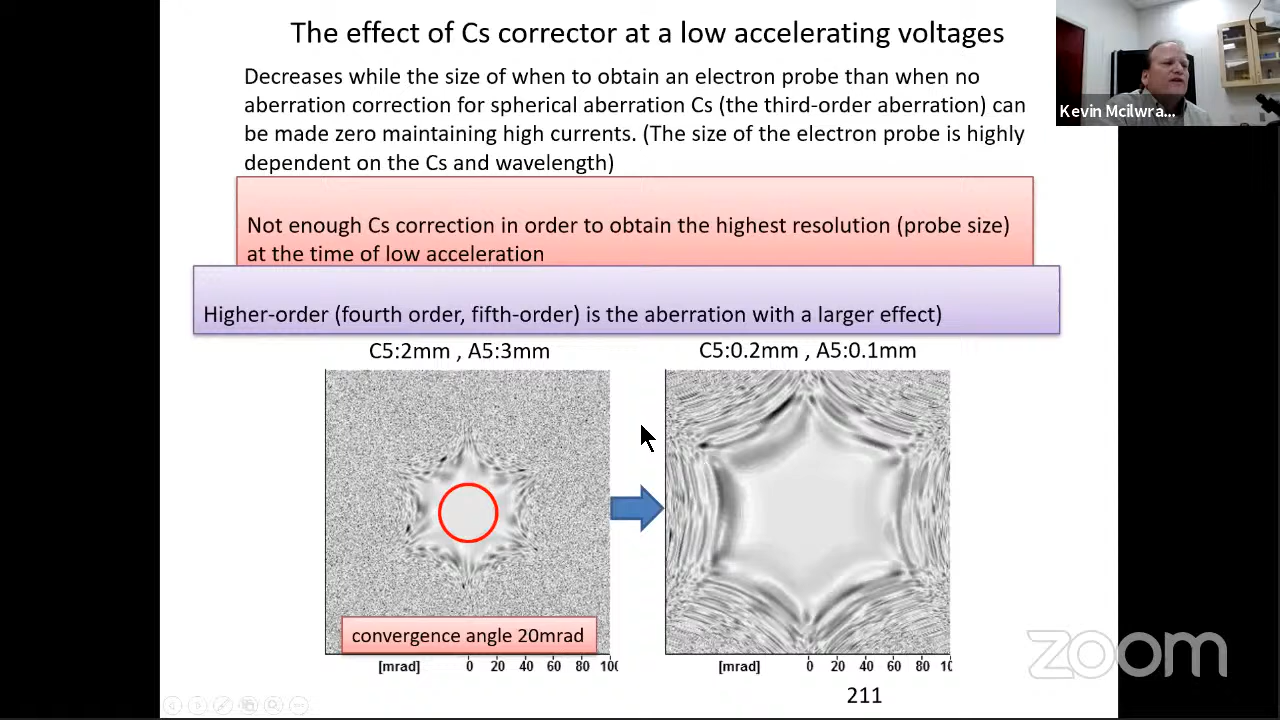 The effect of Cs corrector at a low accelerating voltages
Decreases while the size of when to obtain an electron probe than when no
aberration correction for spherical aberration Cs (the third-order aberration) can
be made zero maintaining high currents. (The size of the electron probe is highly
dependent on the Cs and wavelength)
Kevin Mcilwra...
Not enough Cs correction in order to obtain the highest resolution (probe size)
at the time of low acceleration
Higher-order (fourth order, fifth-order) is the aberration with a larger effect)
C5:2mm , A5:3mm
C5:0.2mm , A5:0.1mm
convergence angle 20mrad
[mrad] 0 20 40 60 80
[mrad] 0 20 40 60 80
zoom
211